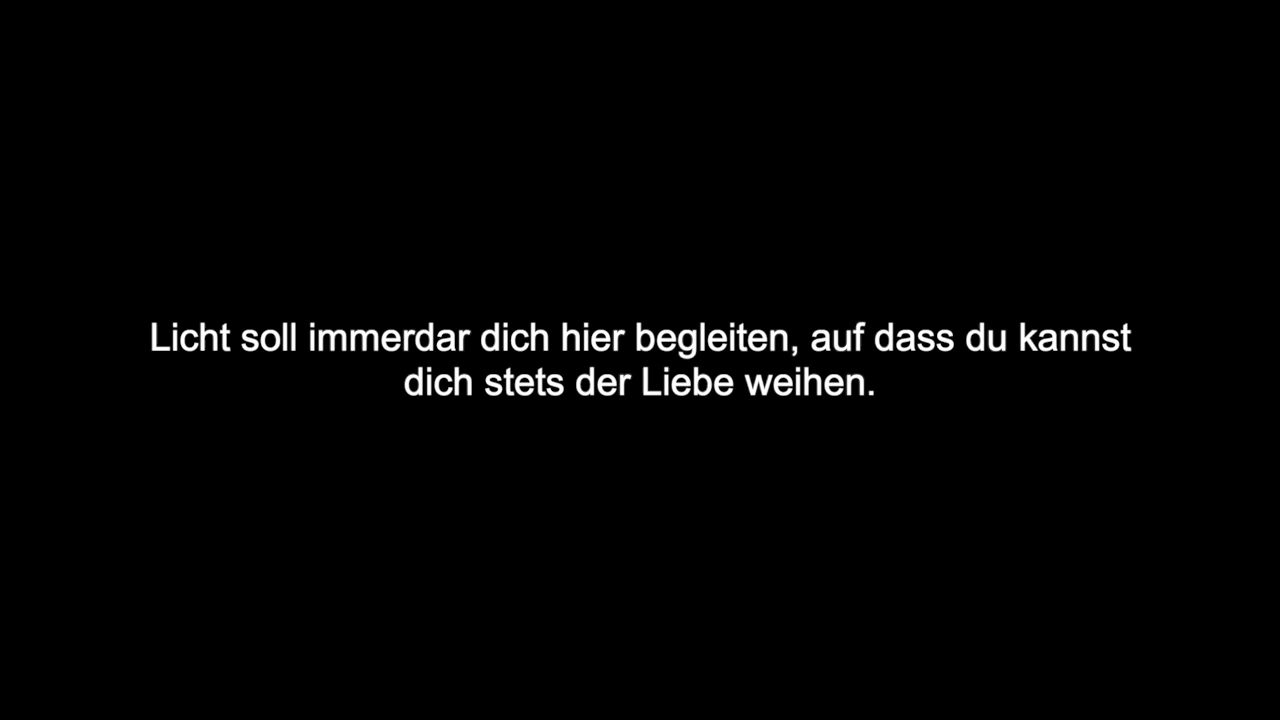 Licht soll immerdar dich hier begleiten, auf dass du kannst
dich stets der Liebe weihen.